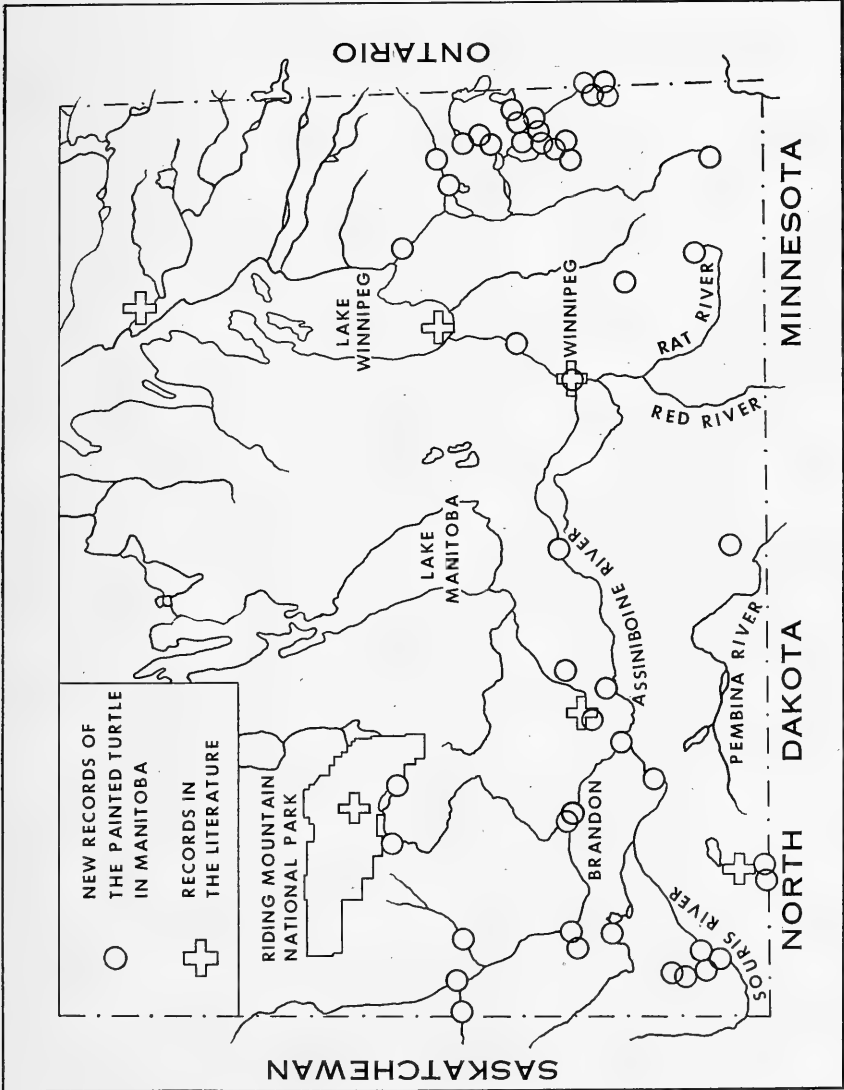 NEW RECORDS OF
THE PAINTED TURTLE
IN MANITOBA
RECORDS IN
THE LITERATURE
SASKATCHEWAN
ONTARIO
RIDING MOUNTAIN
NATIONAL PARK
LAKE
MANITOBA
LAKE
WINNIPEG
WINNIPEG
BRANDON
ASSINIBOINE RIVER
RAT RIVER
RED RIVER
SOURIS RIVER
PEMBINA RIVER
NORTH DAKOTA
MINNESOTA